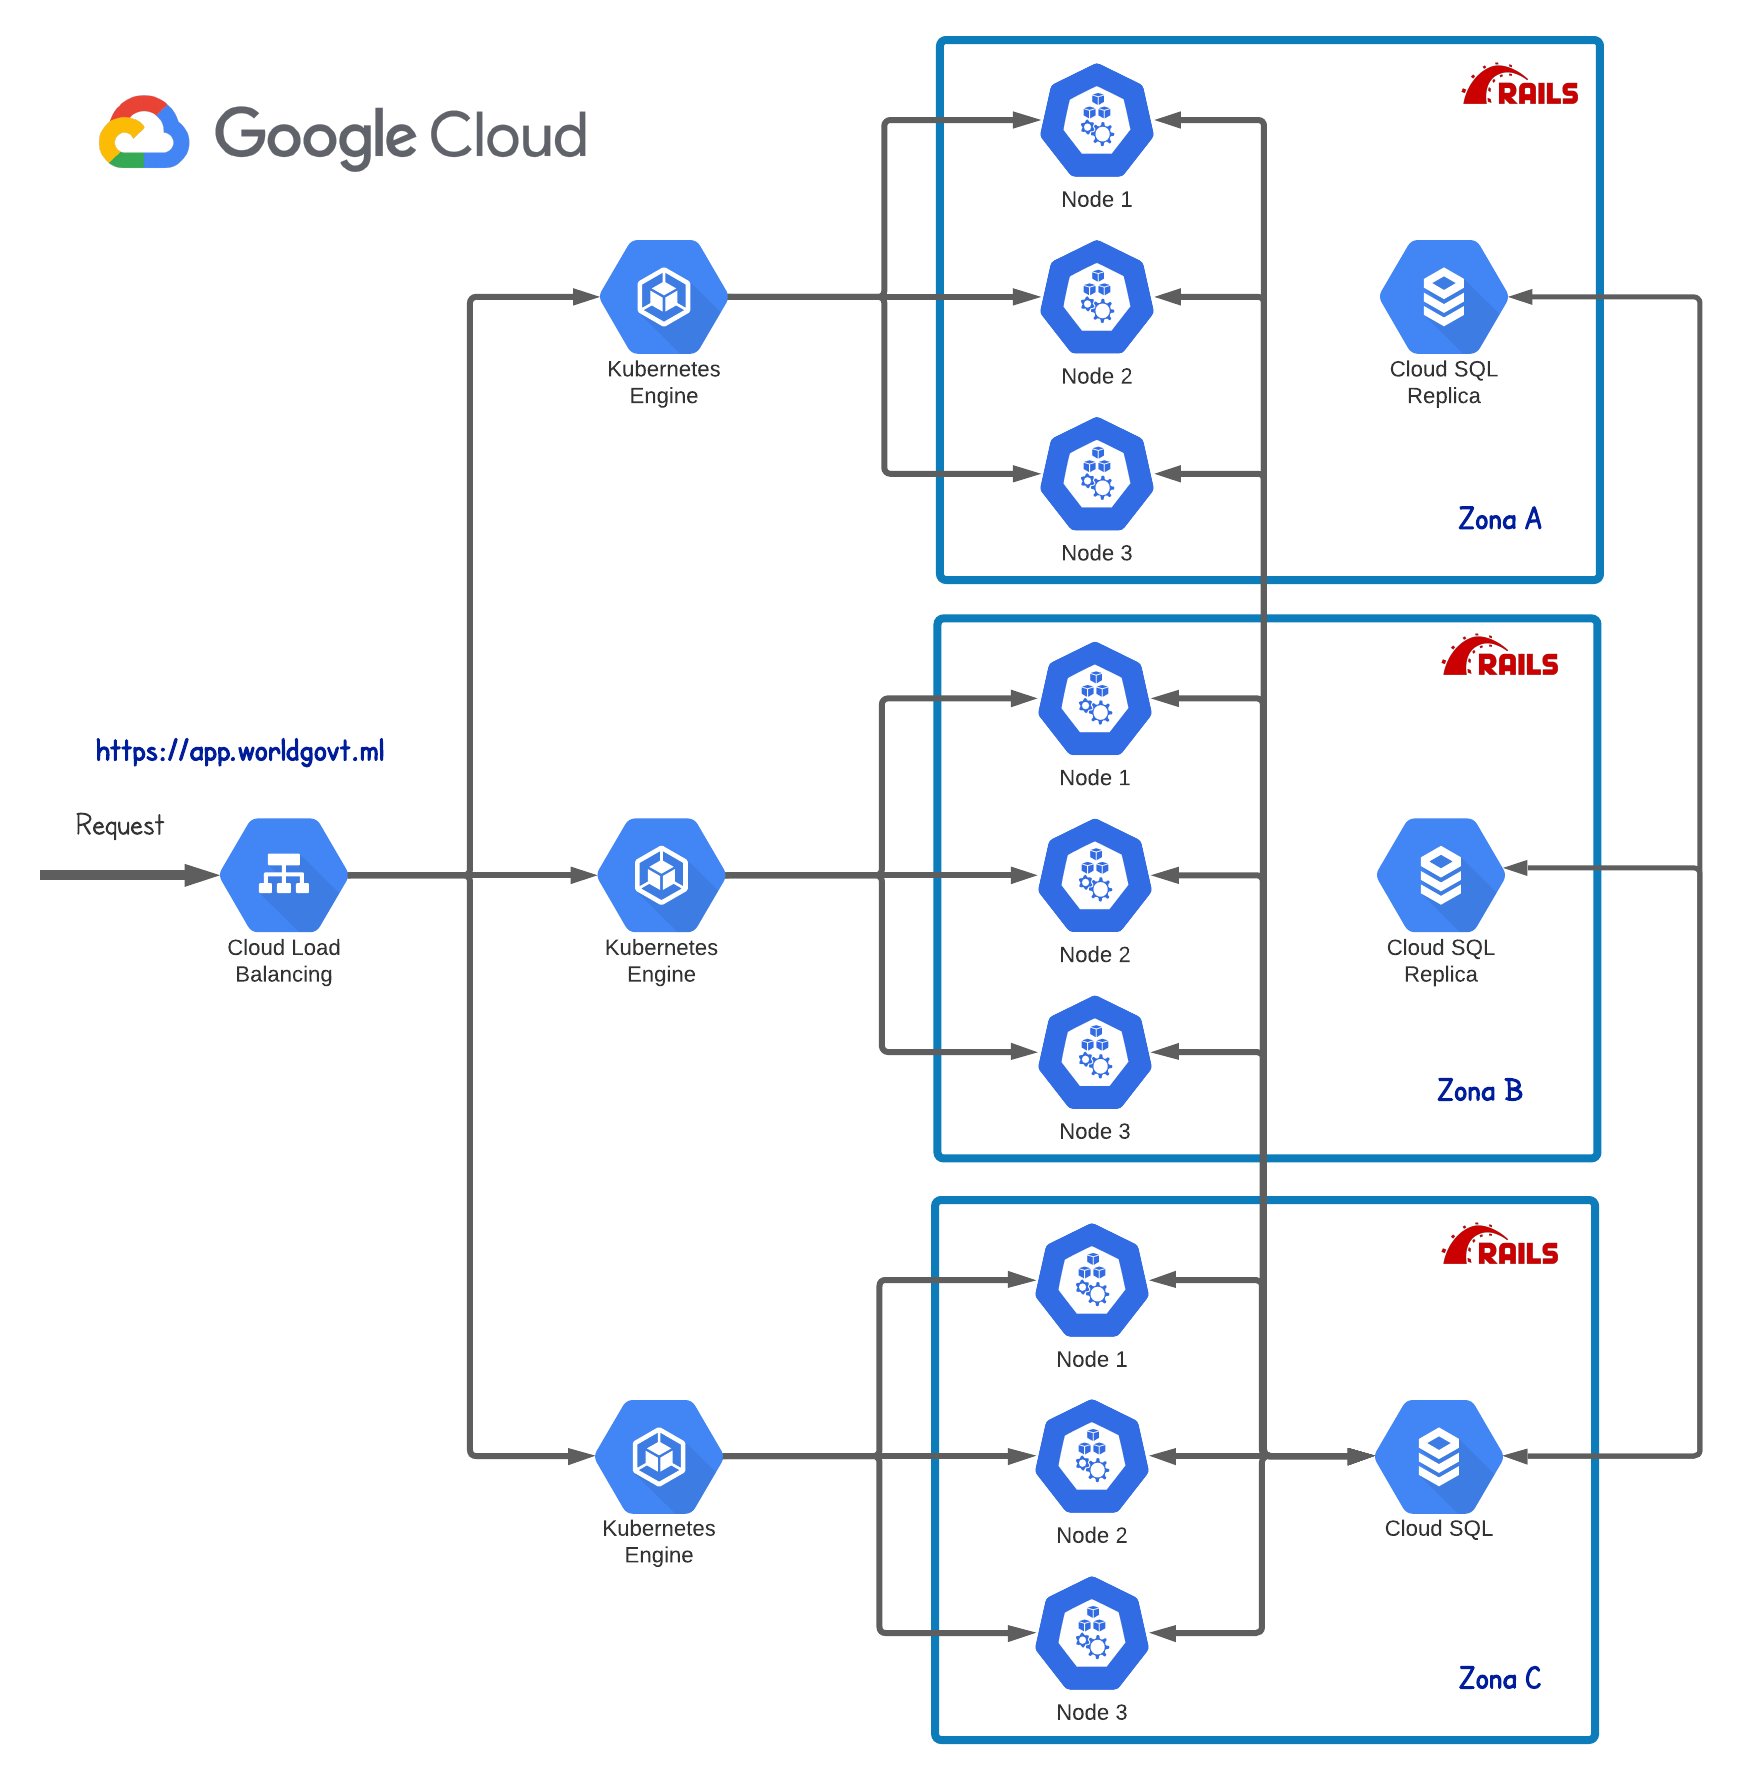 Google Cloud
RAILS
Node 1
Kubernetes
Engine
Node 2
Cloud SQL
Replica
Node 3
Zona A
RAILS
https://app.worldgovt.ml
Request
Node 1
Cloud Load
Balancing
Kubernetes
Engine
Node 2
Cloud SQL
Replica
Node 3
Zona B
RAILS
Node 1
Kubernetes
Engine
Node 2
Cloud SQL
Node 3
Zona C